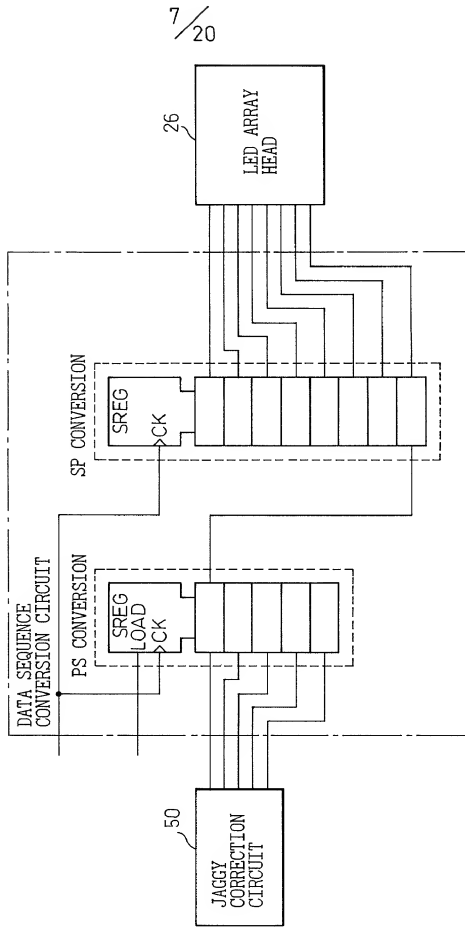 7/20
DATA SEQUENCE
CONVERSION CIRCUIT
PS CONVERSION
SREG
LOAD
CK
SP CONVERSION
SREG
CK
50
JAGGY
CORRECTION
CIRCUIT
26
LED ARRAY
HEAD